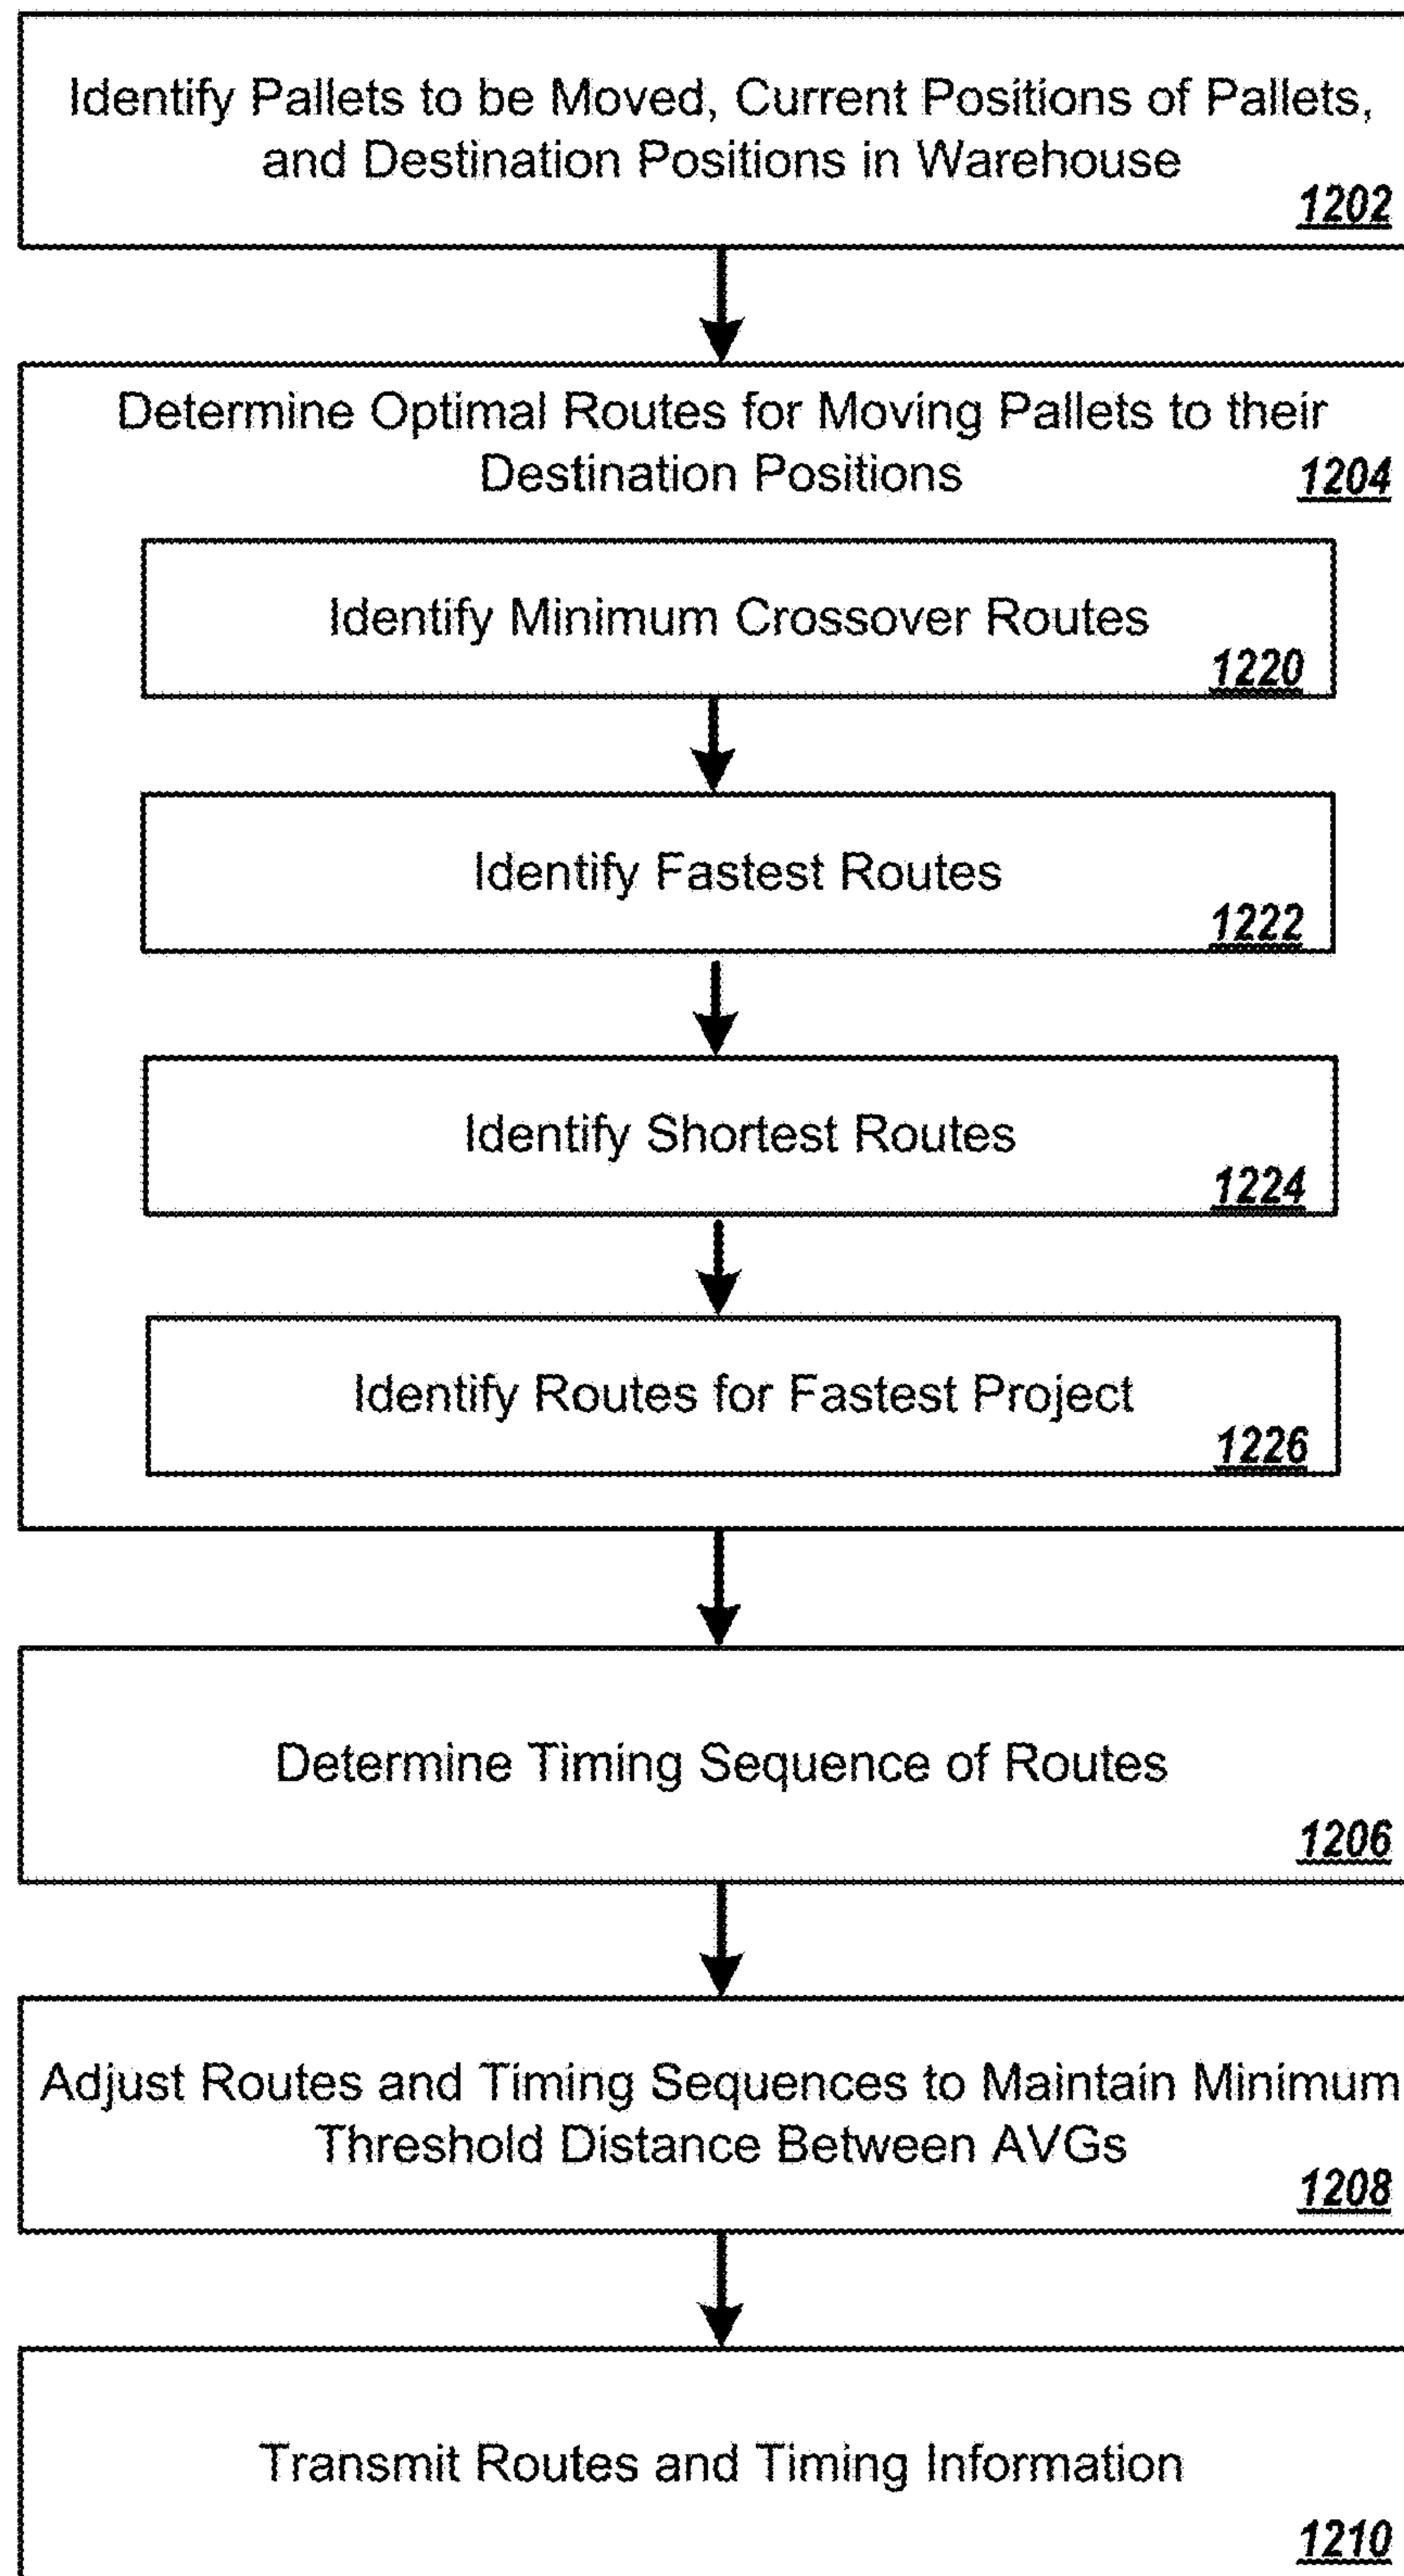 Identify Pallets to be Moved, Current Positions of Pallets,
and Destination Positions in Warehouse
1202
Determine Optimal Routes for Moving Pallets to their
Destination Positions
1204
Identify Minimum Crossover Routes
1220
Identify Fastest Routes
1222
Identify Shortest Routes
1224
Identify Routes for Fastest Project
1226
Determine Timing Sequence of Routes
1206
Adjust Routes and Timing Sequences to Maintain Minimum
Threshold Distance Between AVGs
1208
Transmit Routes and Timing Information
1210